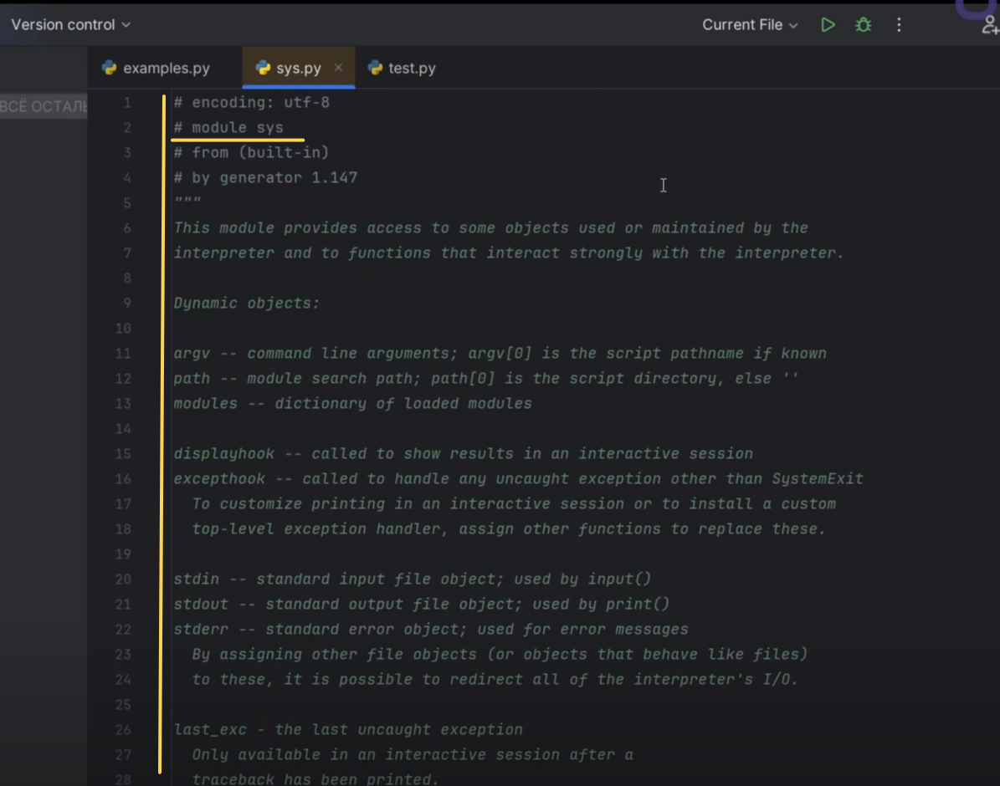 Version control
Current File
examples.py
sys.py
test.py
ВСЁ ОСТАЛЬ
1 # encoding: utf-8
2 # module sys
3 # from (built-in)
4 # by generator 1.147
5 """
6 This module provides access to some objects used or maintained by the
7 interpreter and to functions that interact strongly with the interpreter.
8
9 Dynamic objects:
10
11 argv -- command line arguments; argv[0] is the script pathname if known
12 path -- module search path; path[0] is the script directory, else ''
13 modules -- dictionary of loaded modules
14
15 displayhook -- called to show results in an interactive session
16 excepthook -- called to handle any uncaught exception other than SystemExit
17 To customize printing in an interactive session or to install a custom
18 top-level exception handler, assign other functions to replace these.
19
20 stdin -- standard input file object; used by input()
21 stdout -- standard output file object; used by print()
22 stderr -- standard error object; used for error messages
23 By assigning other file objects (or objects that behave like files)
24 to these, it is possible to redirect all of the interpreter's I/O.
25
26 last_exc - the last uncaught exception
27 Only available in an interactive session after a
28 traceback has been printed.